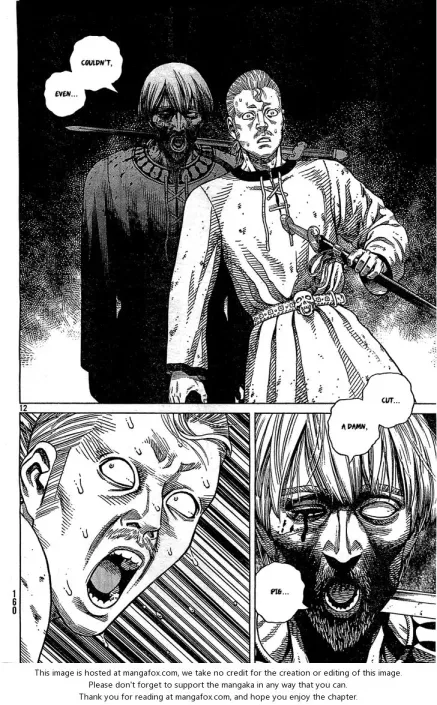 COULDN'T,
EVEN...
12
CUT...
A DAMN,
PIG...
160
This image is hosted at mangafox.com, we take no credit for the creation or editing of this image.
Please don't forget to support the mangaka in any way that you can.
Thank you for reading at mangafox.com, and hope you enjoy the chapter.